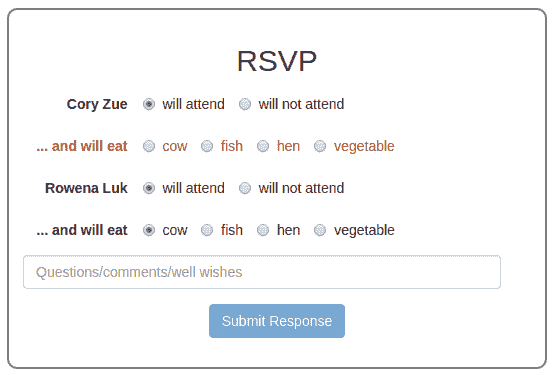 RSVP
Cory Zue will attend will not attend
... and will eat cow fish hen vegetable
Rowena Luk will attend will not attend
... and will eat cow fish hen vegetable
Questions/comments/well wishes
Submit Response